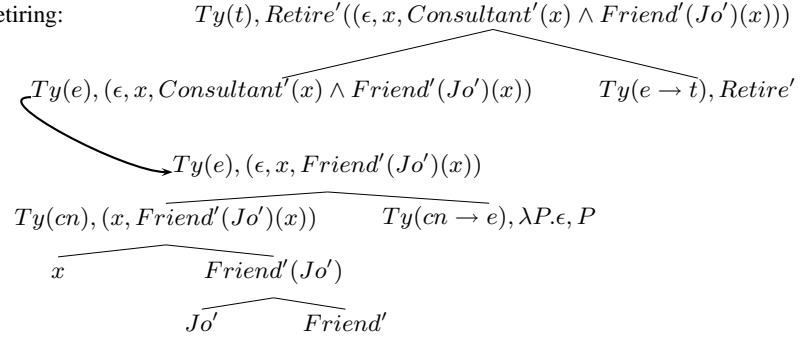 etiring: Ty(t), Retire′((ϵ, x, Consultant′(x) ∧ Friend′(Jo′)(x)))
Ty(e), (ϵ, x, Consultant′(x) ∧ Friend′(Jo′)(x)) Ty(e → t), Retire′
Ty(e), (ϵ, x, Friend′(Jo′)(x))
Ty(cn), (x, Friend′(Jo′)(x)) Ty(cn → e), λP.ϵ, P
x Friend′(Jo′)
Jo′ Friend′